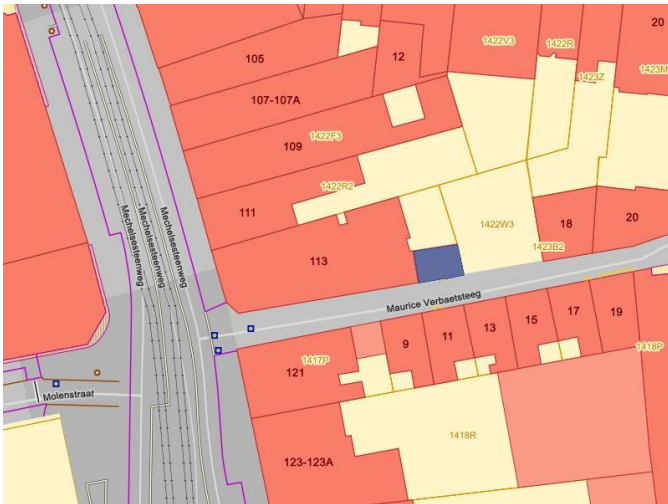 20
1422V3
1422R
105
12
1423M
1423Z
107-107A
1422F3
109
1422R2
111
Mechelsesteenweg
Mechelsesteenweg
Mechelsesteenweg
1422W3
18
20
1423B2
113
Maurice Verbaetsteeg
19
17
15
13
11
9
1417P
1418P
121
Molenstraat
1418R
123-123A